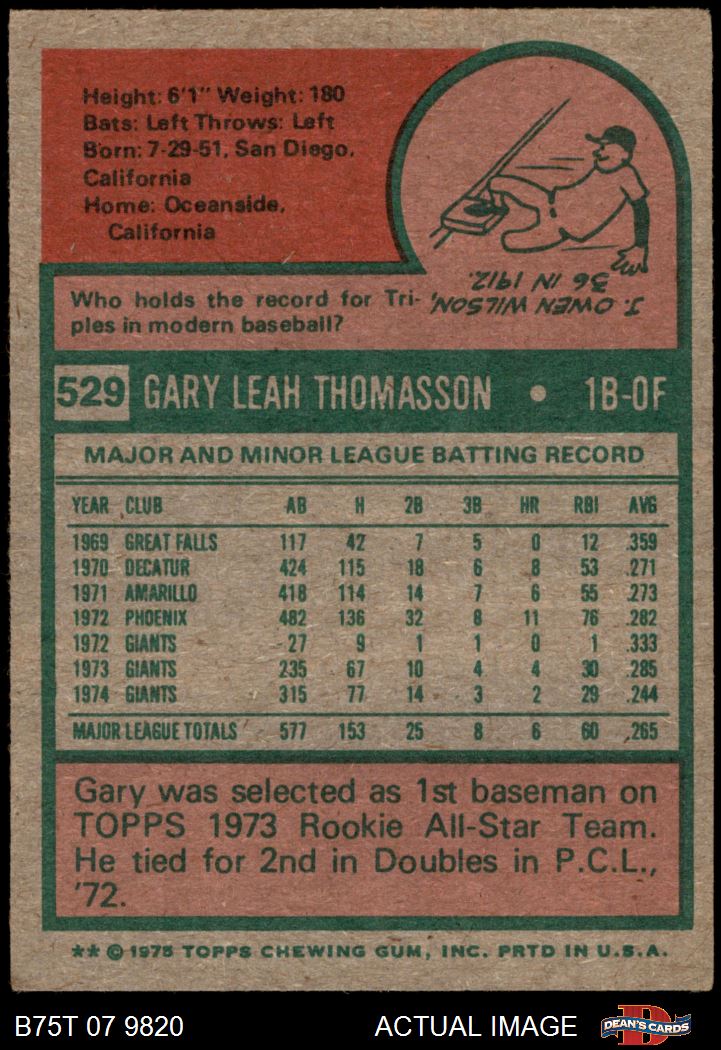 Height: 6'1" Weight: 180
Bats: Left Throws: Left
Born: 7-29-51, San Diego,
California
Home: Oceanside,
California
Who holds the record for Tri-
ples in modern baseball?
J. OWEN WILSON,
36 IN 1912.
529 GARY LEAH THOMASSON • 1B-OF
MAJOR AND MINOR LEAGUE BATTING RECORD
YEAR CLUB AB H 2B 3B HR RBI AVG
1969 GREAT FALLS 117 42 7 5 0 12 .359
1970 DECATUR 424 115 18 6 8 53 .271
1971 AMARILLO 418 114 14 7 6 55 .273
1972 PHOENIX 482 136 32 8 11 76 .282
1972 GIANTS 27 9 1 1 0 1 .333
1973 GIANTS 235 67 10 4 4 30 .285
1974 GIANTS 315 77 14 3 2 29 .244
MAJOR LEAGUE TOTALS 577 153 25 8 6 60 .265
Gary was selected as 1st baseman on
TOPPS 1973 Rookie All-Star Team.
He tied for 2nd in Doubles in P.C.L.,
'72.
** © 1975 TOPPS CHEWING GUM, INC. PRTD IN U.S.A.
B75T 07 9820 ACTUAL IMAGE DEAN'S CARDS